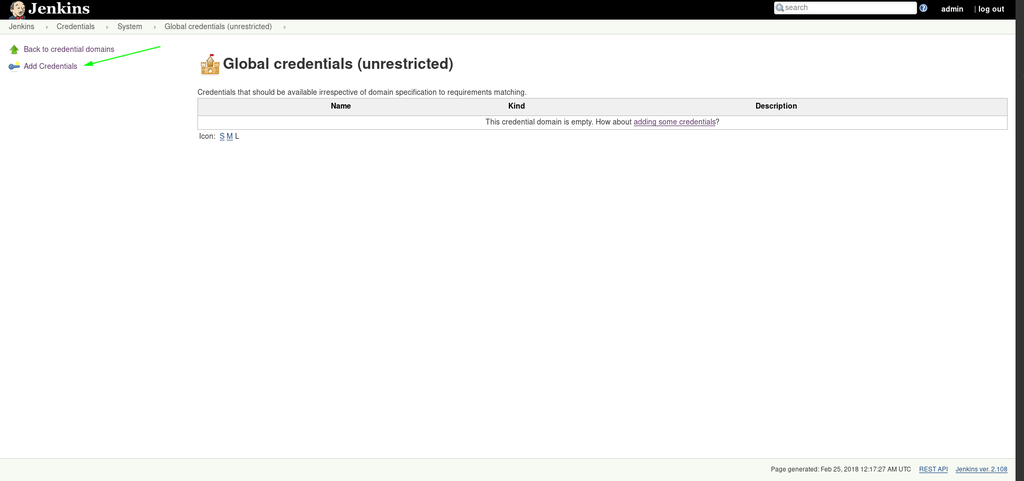 Jenkins
search
admin | log out
Jenkins › Credentials › System › Global credentials (unrestricted) ›
Back to credential domains
Add Credentials
Global credentials (unrestricted)
Credentials that should be available irrespective of domain specification to requirements matching.
Name Kind Description
This credential domain is empty. How about adding some credentials?
Icon: S M L
Page generated: Feb 25, 2018 12:17:27 AM UTC REST API Jenkins ver. 2.108